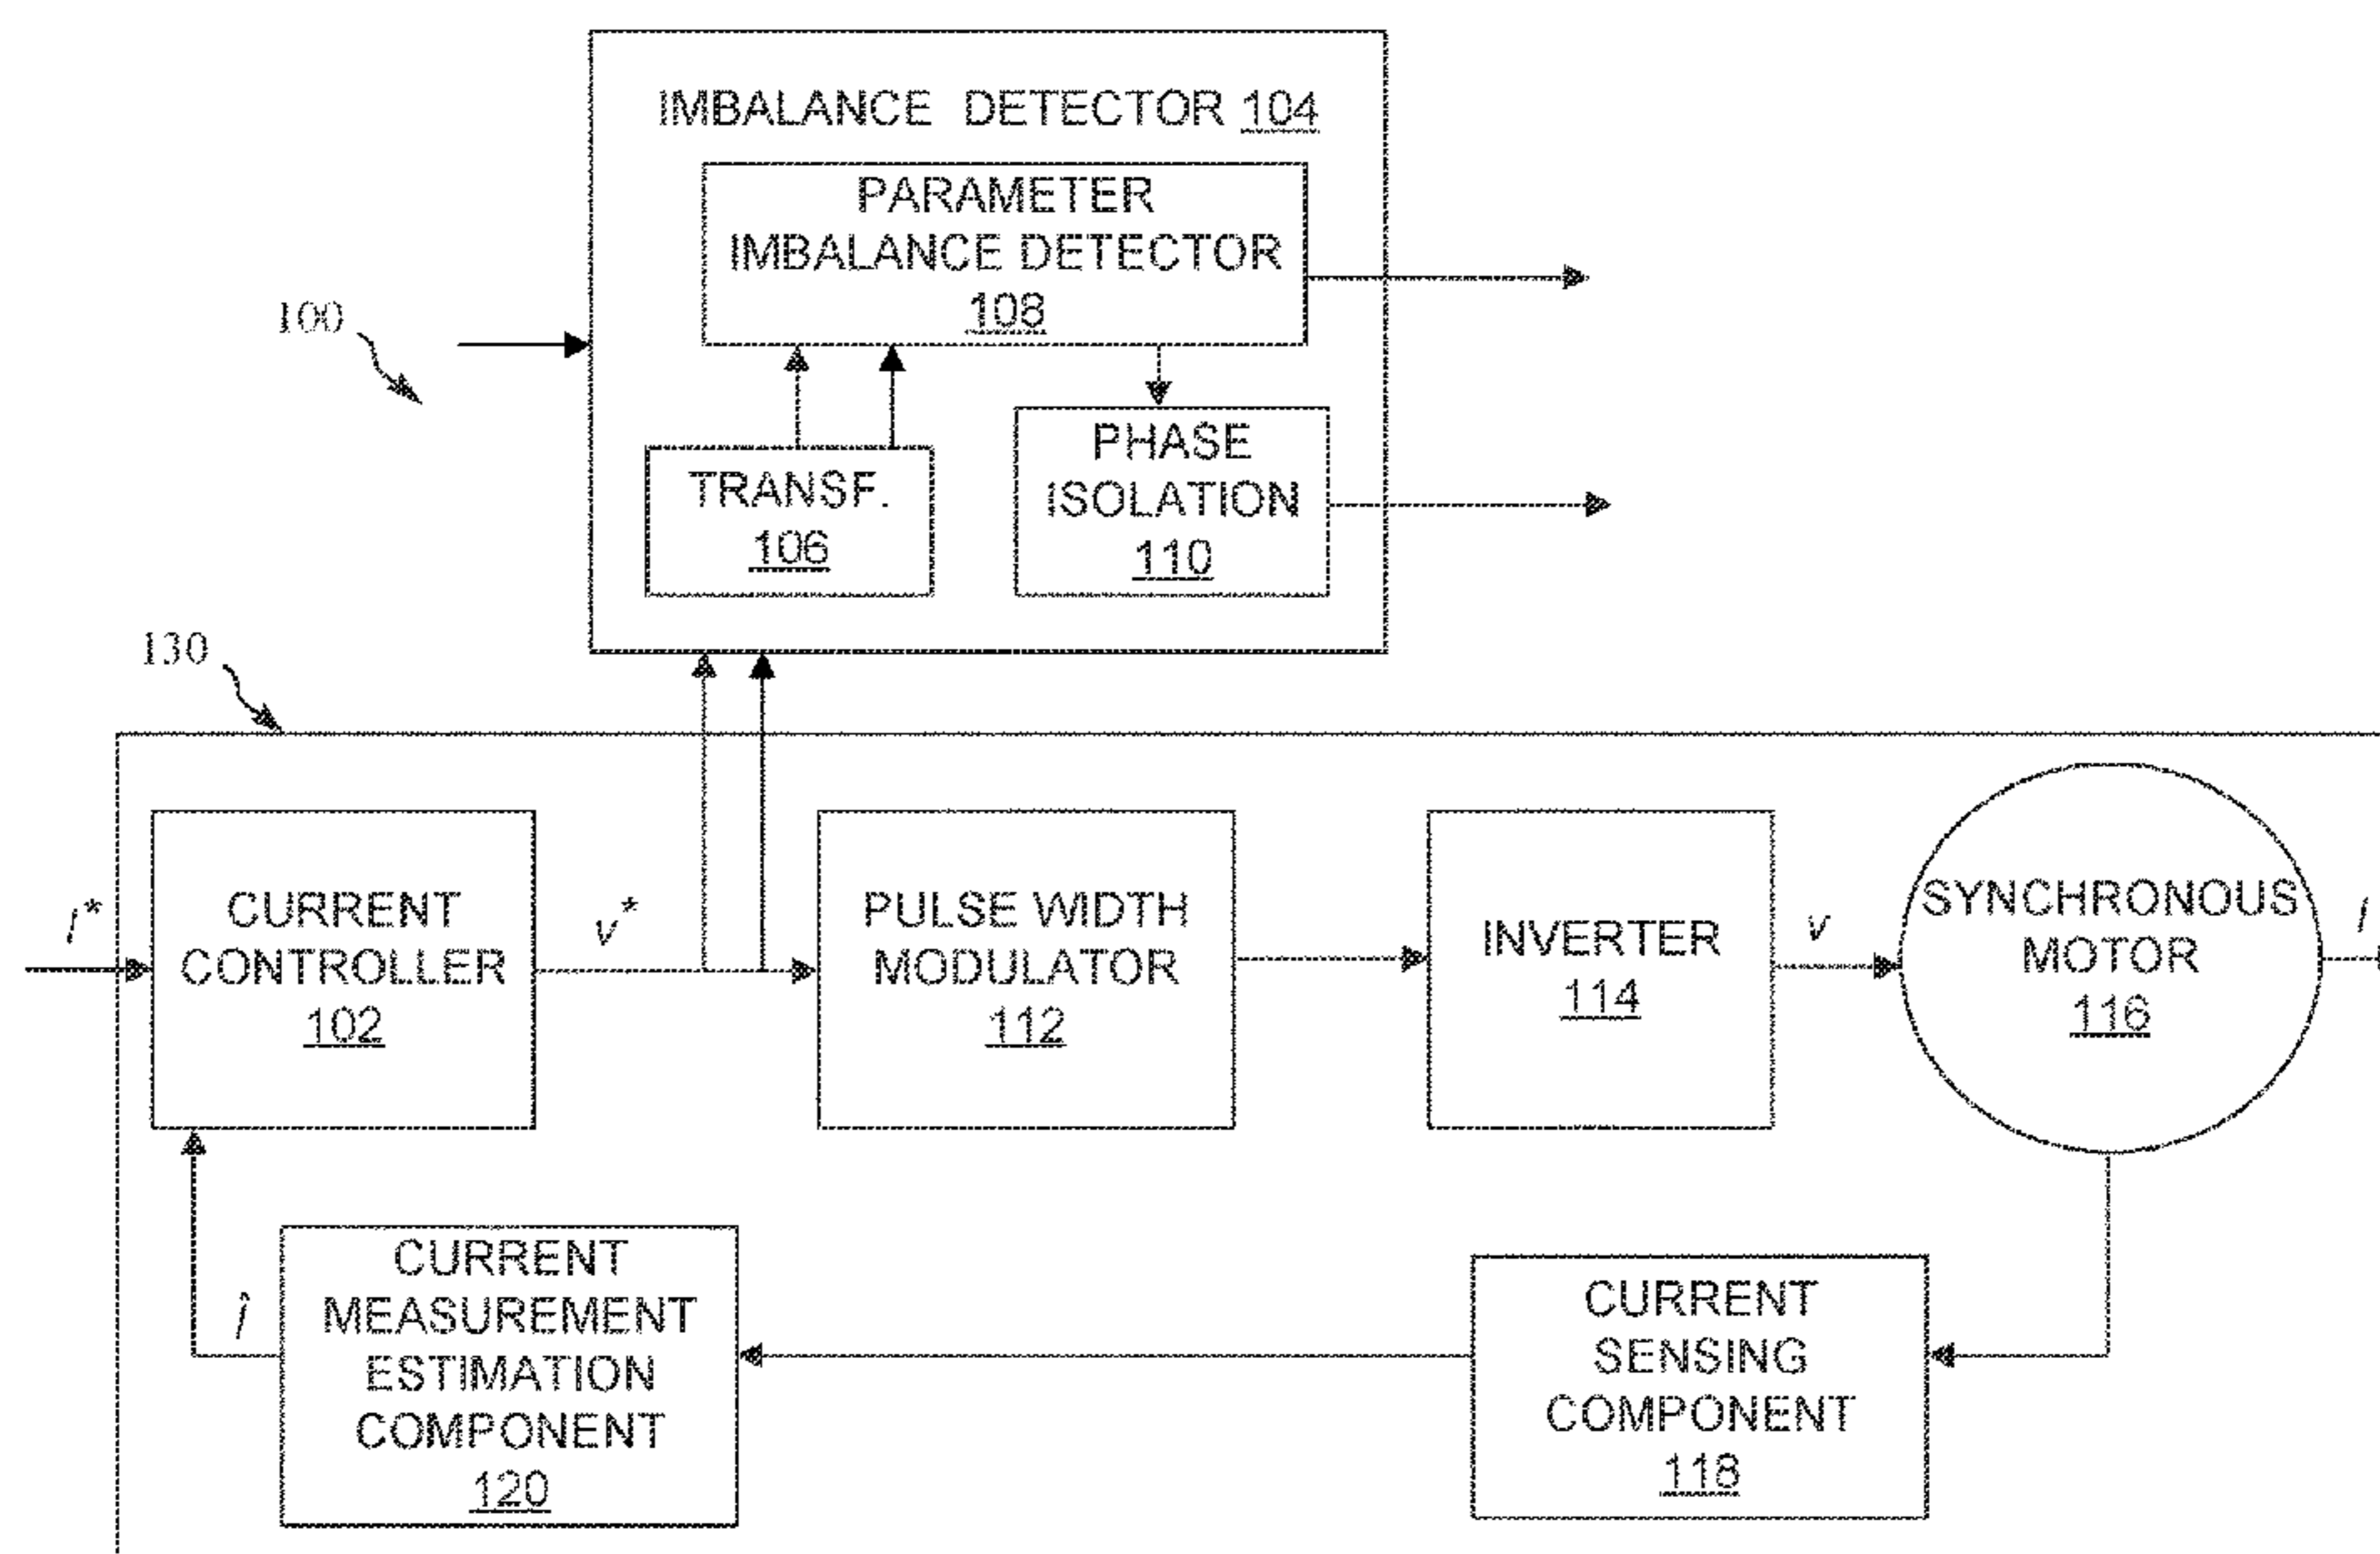 IMBALANCE DETECTOR 104
PARAMETER
IMBALANCE DETECTOR
108
100
TRANSF.
106
PHASE
ISOLATION
110
130
I*
CURRENT
CONTROLLER
102
v*
PULSE WIDTH
MODULATOR
112
INVERTER
114
v
SYNCHRONOUS
MOTOR
116
I
Î
CURRENT
MEASUREMENT
ESTIMATION
COMPONENT
120
CURRENT
SENSING
COMPONENT
118